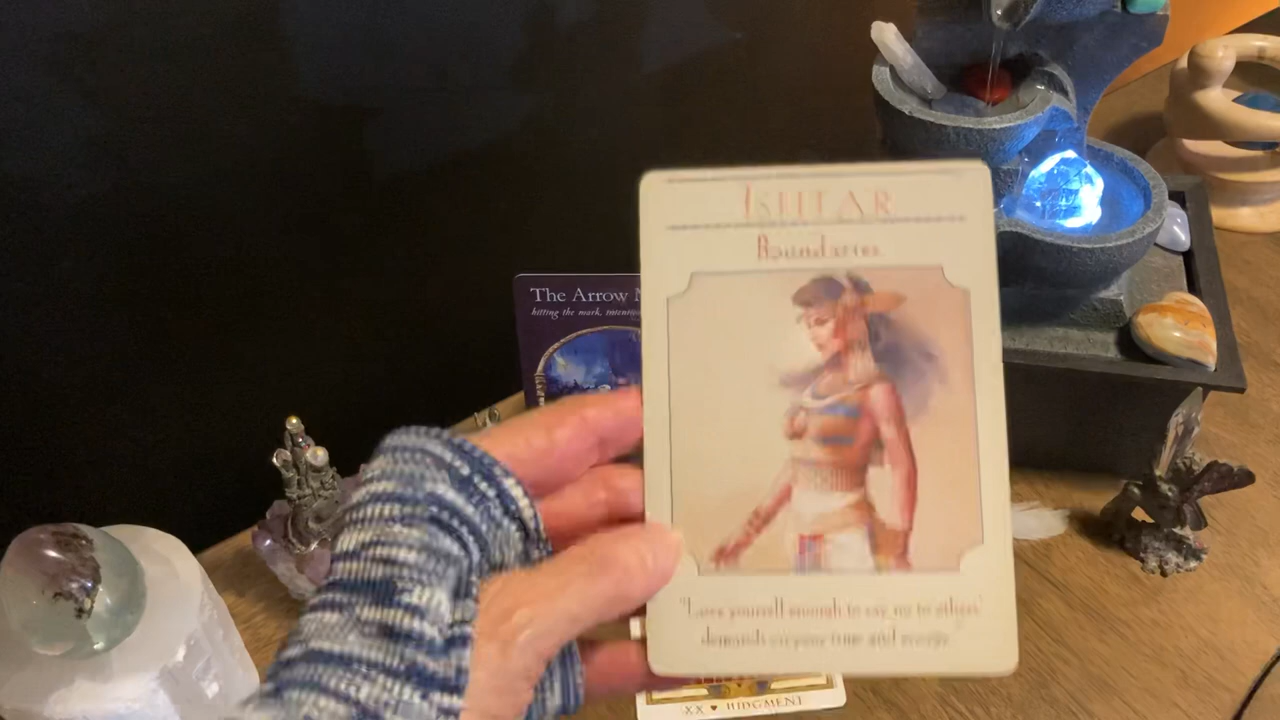 ISHTAR
Boundaries
The Arrow
hitting the mark, intention
"Love yourself enough to say no to others'
demands on your time and energy.
XX ♥ JUDGMENT